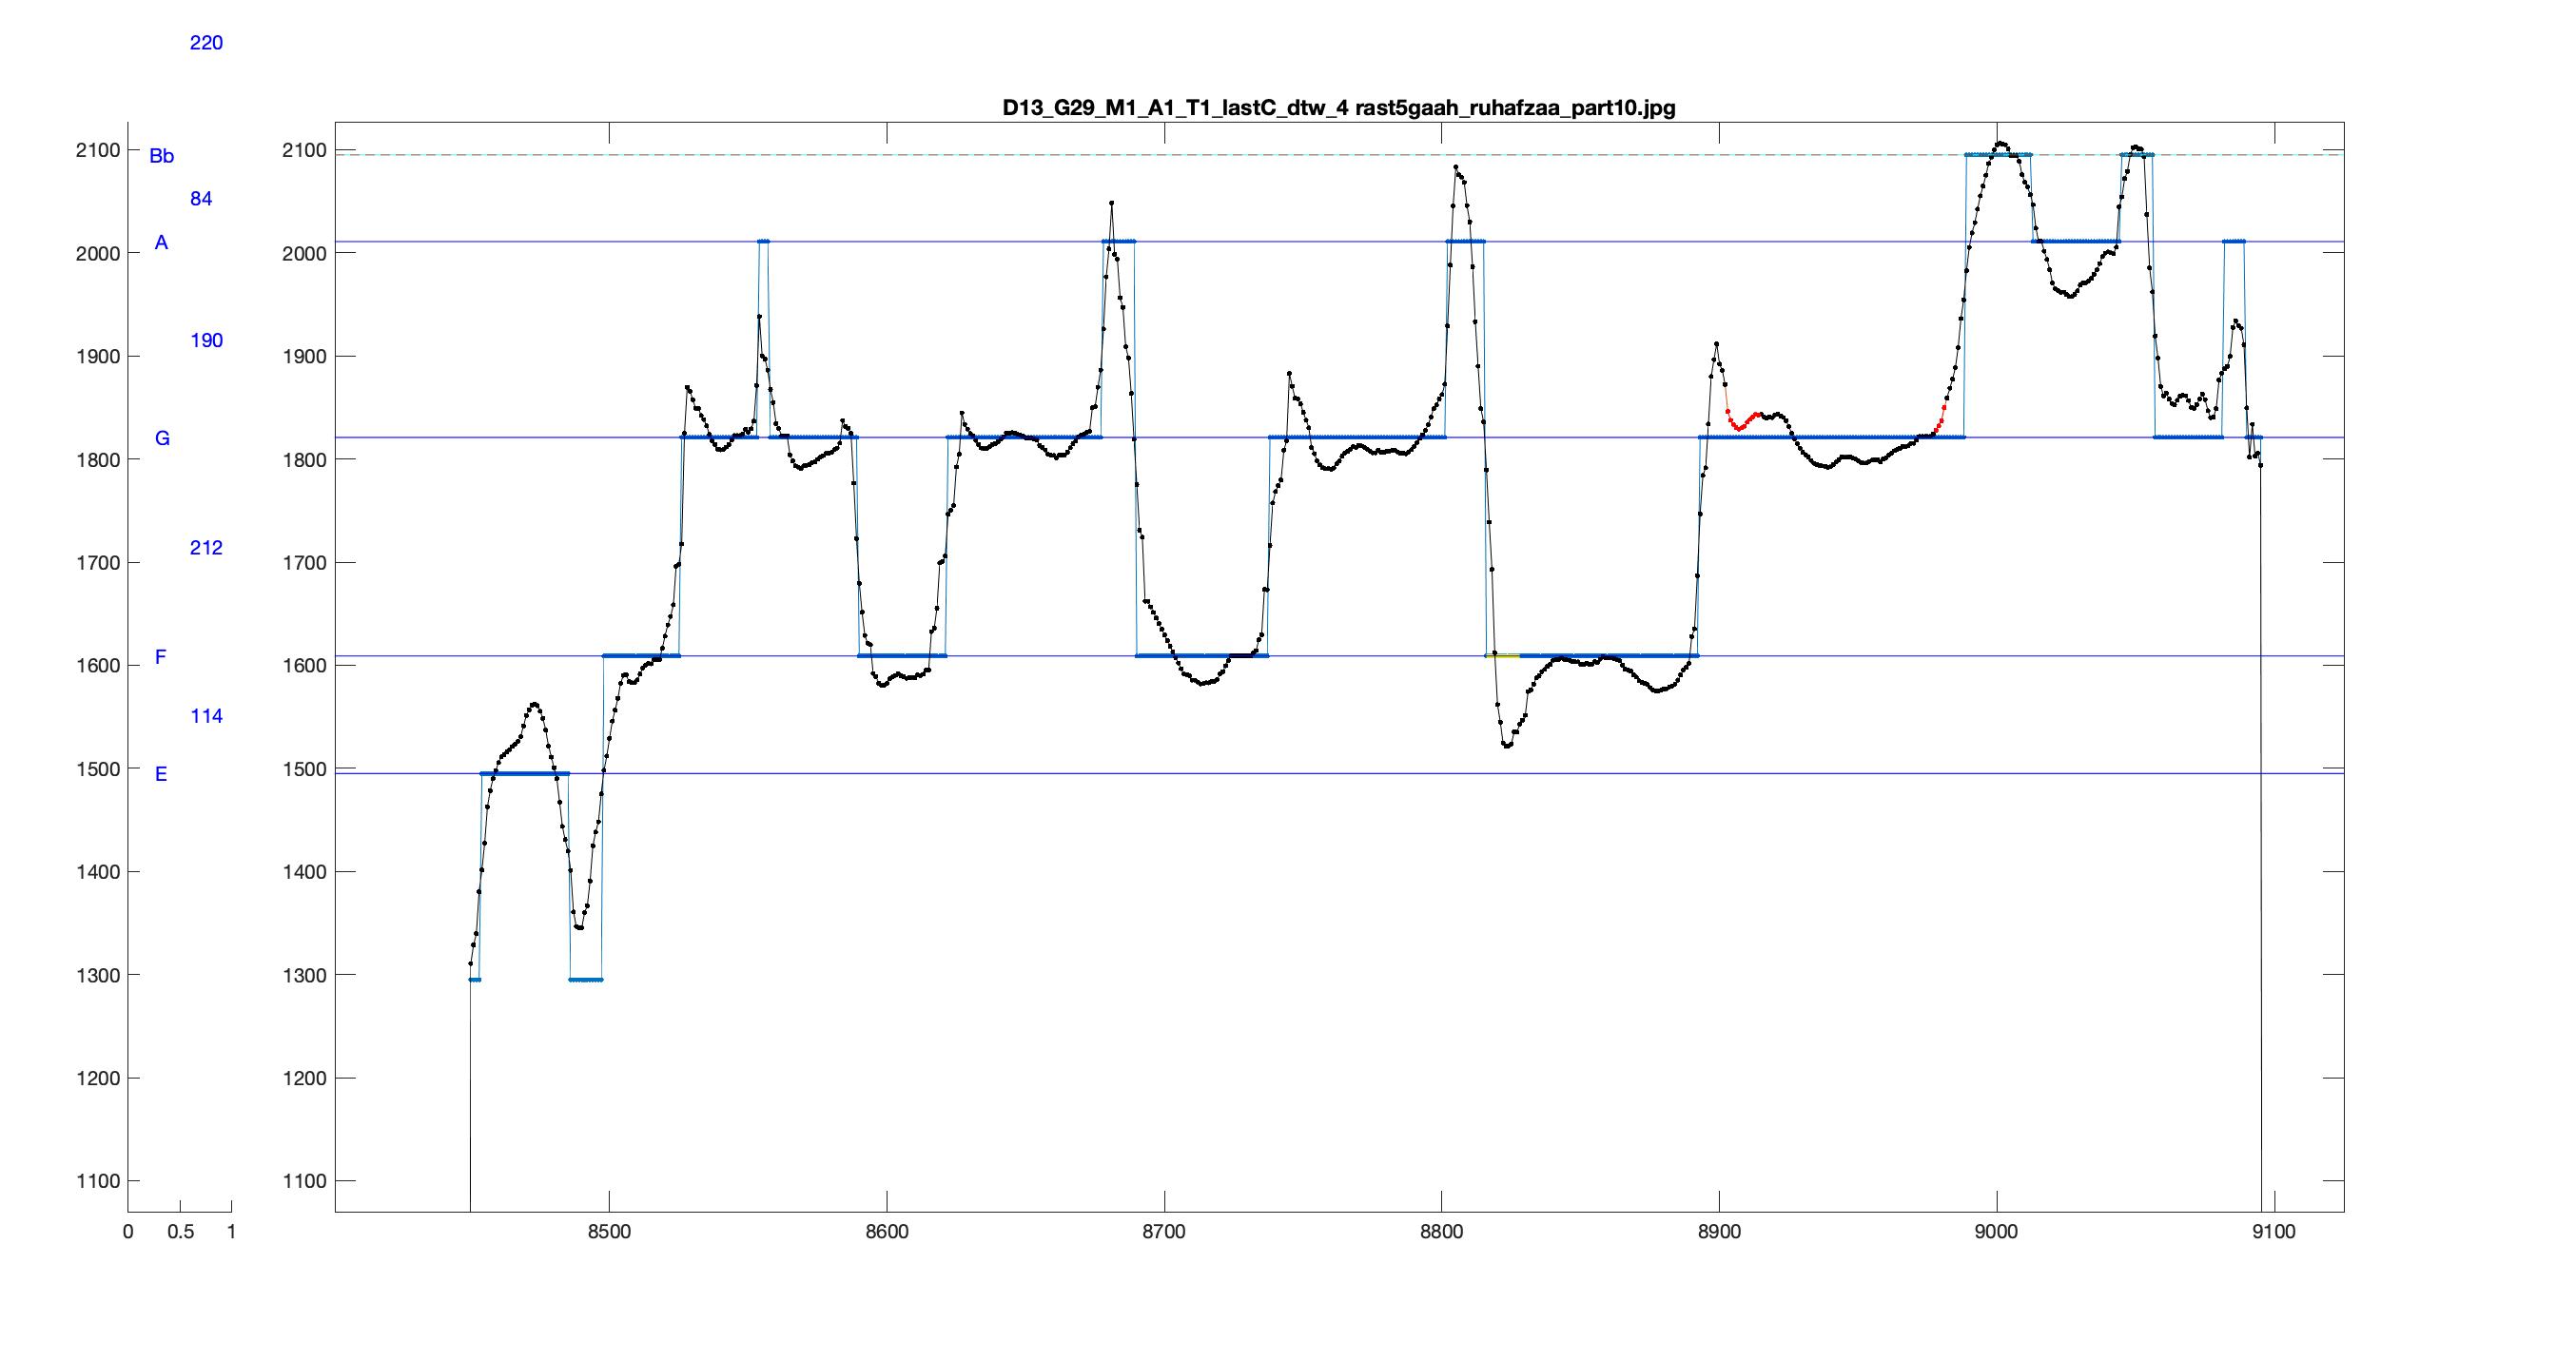 220
D13_G29_M1_A1_T1_lastC_dtw_4 rast5gaah_ruhafzaa_part10.jpg
2100 Bb 2100
84
A
2000 2000
190
1900 1900
G
1800 1800
212
1700 1700
F
1600 1600
114
E
1500 1500
1400 1400
1300 1300
1200 1200
1100 1100
0 0.5 1 8500 8600 8700 8800 8900 9000 9100